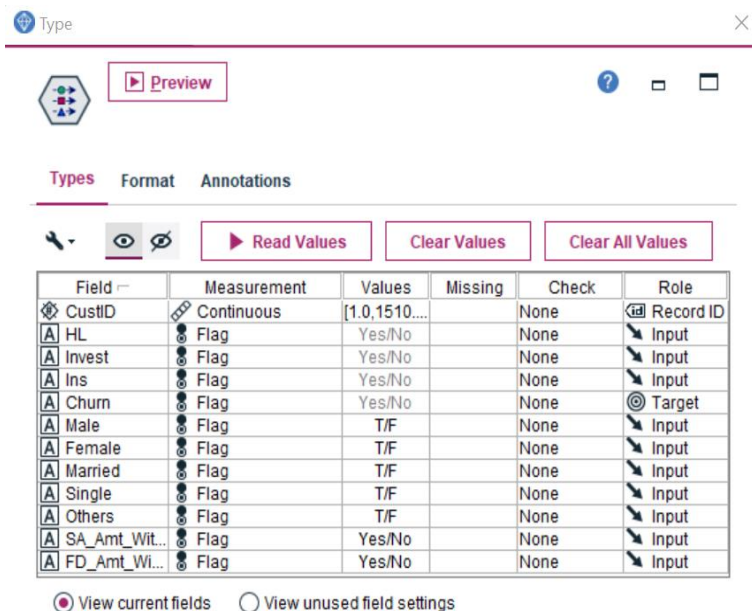 Type
Preview
Types Format Annotations
Read Values Clear Values Clear All Values
Field Measurement Values Missing Check Role
CustID Continuous [1.0,1510.... None Record ID
A HL Flag Yes/No None Input
A Invest Flag Yes/No None Input
A Ins Flag Yes/No None Input
A Churn Flag Yes/No None Target
A Male Flag T/F None Input
A Female Flag T/F None Input
A Married Flag T/F None Input
A Single Flag T/F None Input
A Others Flag T/F None Input
A SA_Amt_Wit... Flag Yes/No None Input
A FD_Amt_Wi... Flag Yes/No None Input
View current fields View unused field settings